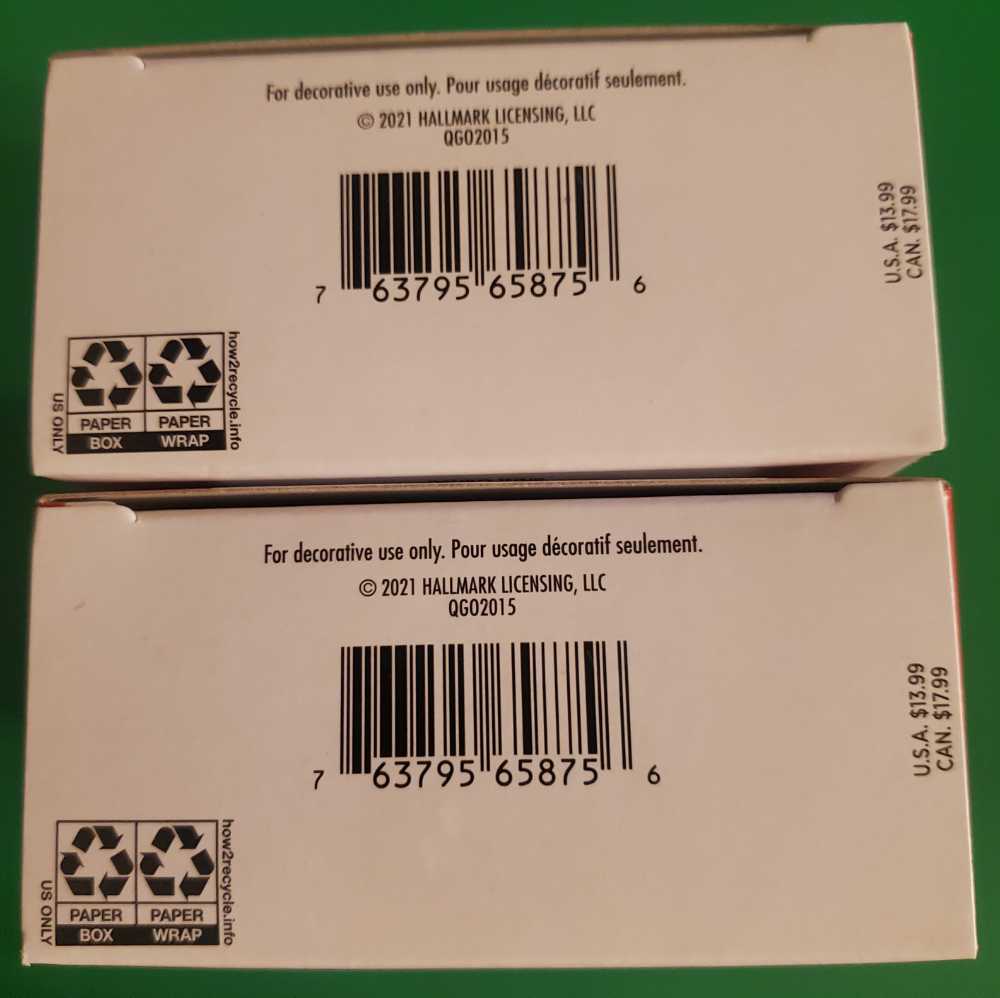 For decorative use only. Pour usage décoratif seulement.
© 2021 HALLMARK LICENSING, LLC
QGO2015
7 63795 65875 6
U.S.A. $13.99
CAN. $17.99
US ONLY
PAPER PAPER
BOX WRAP
how2recycle.info
For decorative use only. Pour usage décoratif seulement.
© 2021 HALLMARK LICENSING, LLC
QGO2015
7 63795 65875 6
U.S.A. $13.99
CAN. $17.99
US ONLY
PAPER PAPER
BOX WRAP
how2recycle.info